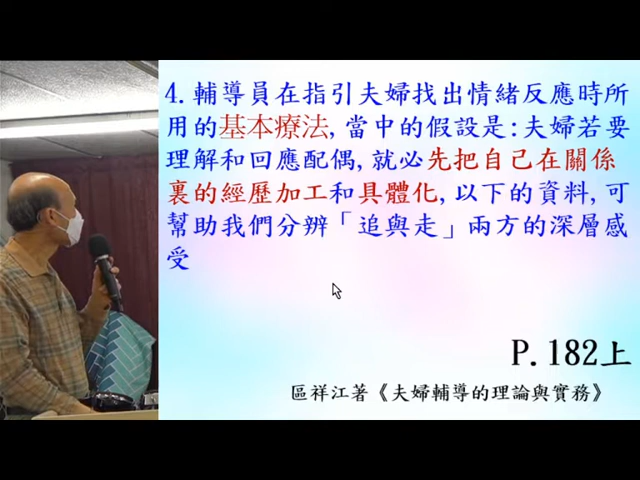 4.輔導員在指引夫婦找出情緒反應時所
用的基本療法,當中的假設是:夫婦若要
理解和回應配偶,就必先把自己在關係
裏的經歷加工和具體化,以下的資料,可
幫助我們分辨「追與走」兩方的深層感
受
P.182上
區祥江著《夫婦輔導的理論與實務》